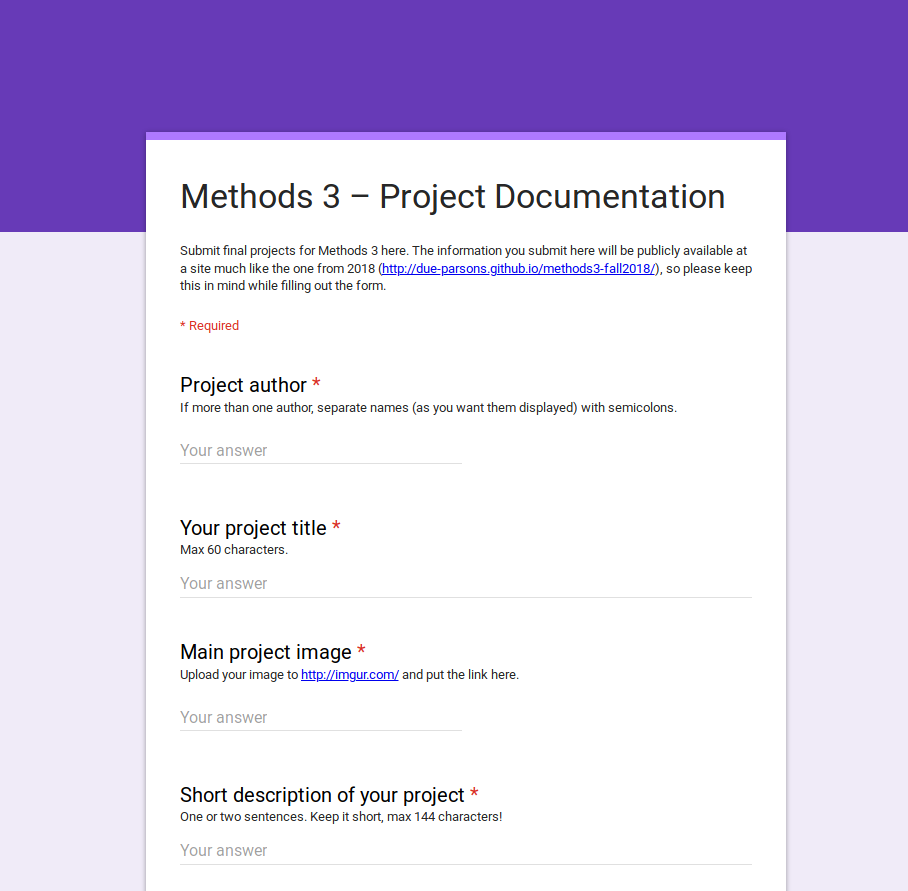 Methods 3 – Project Documentation
Submit final projects for Methods 3 here. The information you submit here will be publicly available at
a site much like the one from 2018 (http://due-parsons.github.io/methods3-fall2018/), so please keep
this in mind while filling out the form.
* Required
Project author *
If more than one author, separate names (as you want them displayed) with semicolons.
Your answer
Your project title *
Max 60 characters.
Your answer
Main project image *
Upload your image to http://imgur.com/ and put the link here.
Your answer
Short description of your project *
One or two sentences. Keep it short, max 144 characters!
Your answer